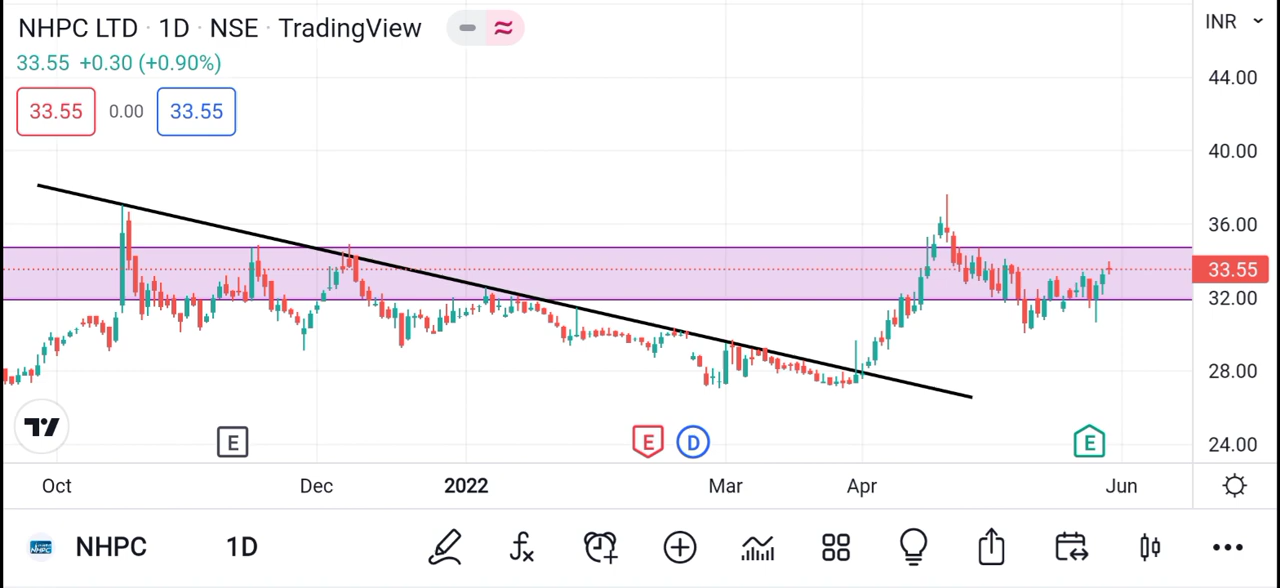 NHPC LTD · 1D · NSE · TradingView
INR
33.55 +0.30 (+0.90%)
33.55 0.00 33.55
44.00
40.00
36.00
33.55
32.00
28.00
24.00
E E D E
Oct Dec 2022 Mar Apr Jun
NHPC NHPC 1D fx